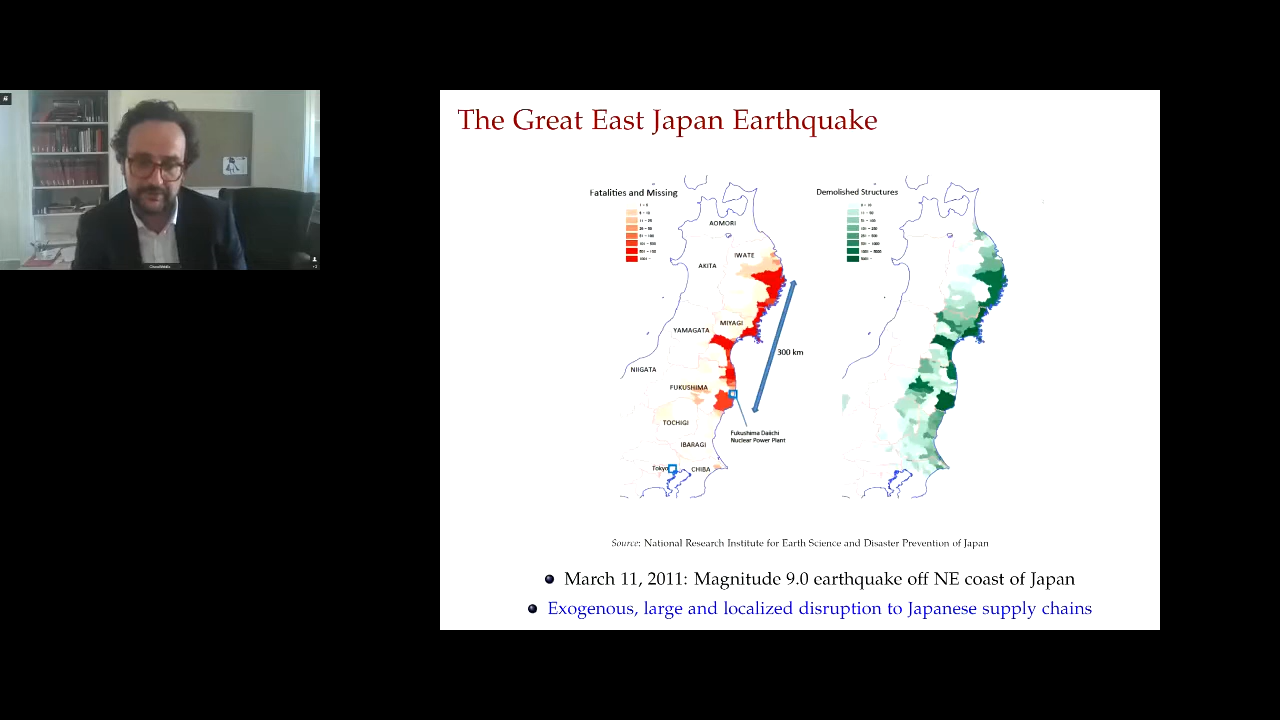 The Great East Japan Earthquake
Fatalities and Missing
Demolished Structures
AOMORI
IWATE
AKITA
MIYAGI
YAMAGATA
300 km
NIIGATA
FUKUSHIMA
TOCHIGI
Fukushima Daiichi
Nuclear Power Plant
IBARAGI
Tokyo
CHIBA
Source: National Research Institute for Earth Science and Disaster Prevention of Japan
March 11, 2011: Magnitude 9.0 earthquake off NE coast of Japan
Exogenous, large and localized disruption to Japanese supply chains